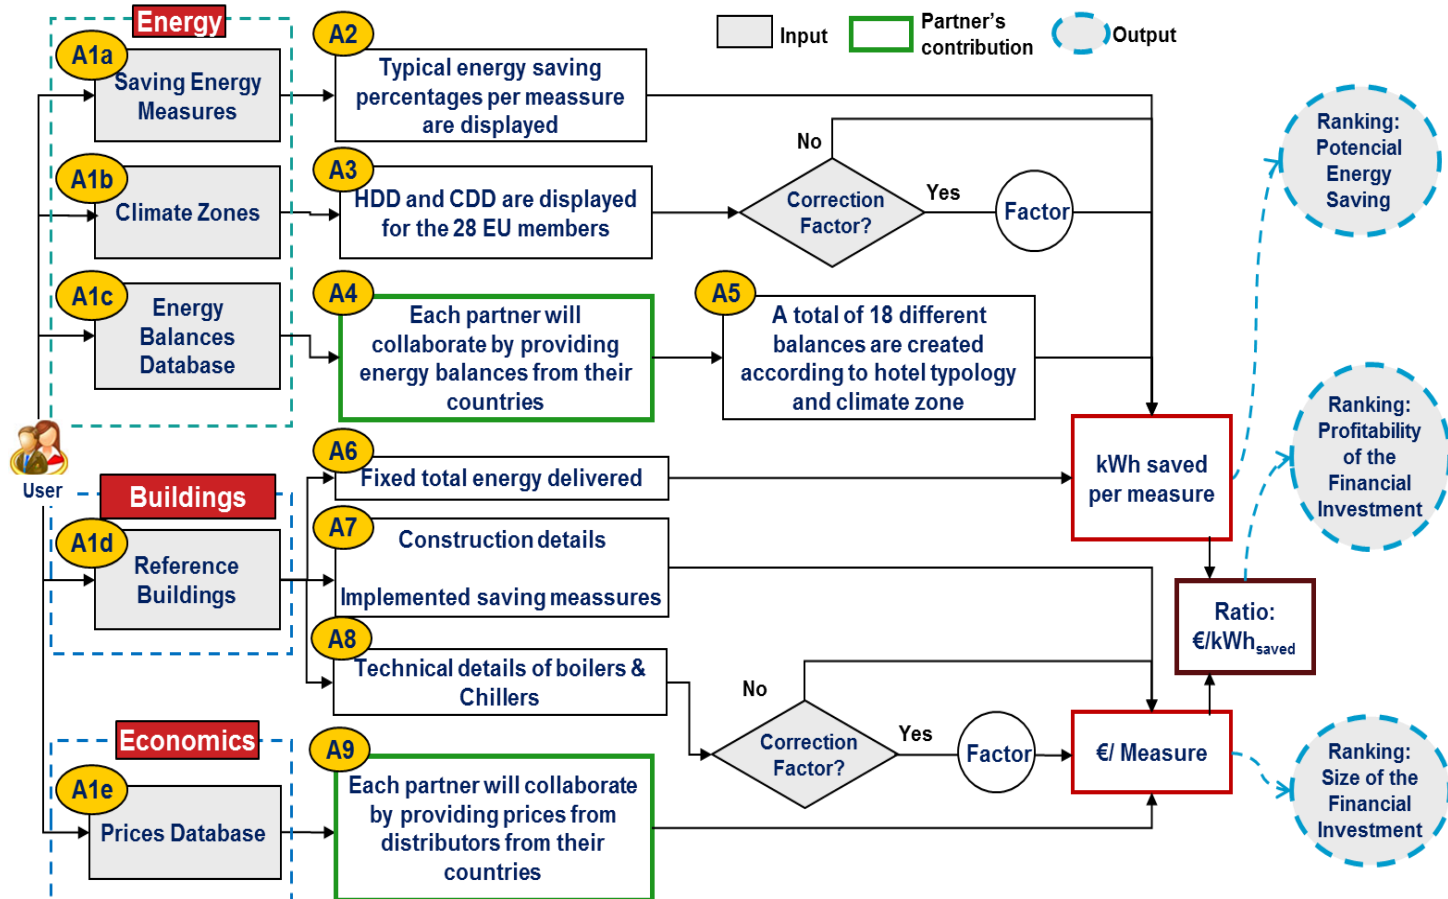 Energy
Input
Partner's
contribution
Output
A1a
Saving Energy
Measures
A2
Typical energy saving
percentages per meassure
are displayed
No
Ranking:
Potencial
Energy
Saving
A1b
Climate Zones
A3
HDD and CDD are displayed
for the 28 EU members
Correction
Factor?
Yes
Factor
A1c
Energy
Balances
Database
A4
Each partner will
collaborate by providing
energy balances from their
countries
A5
A total of 18 different
balances are created
according to hotel typology
and climate zone
Ranking:
Profitability
of the
Financial
Investment
User
Buildings
A6
Fixed total energy delivered
kWh saved
per measure
A1d
Reference
Buildings
A7
Construction details
Implemented saving meassures
Ratio:
€/kWhsaved
A8
Technical details of boilers &
Chillers
No
Correction
Factor?
Yes
Factor
€/ Measure
Ranking:
Size of the
Financial
Investment
Economics
A1e
Prices Database
A9
Each partner will collaborate
by providing prices from
distributors from their
countries